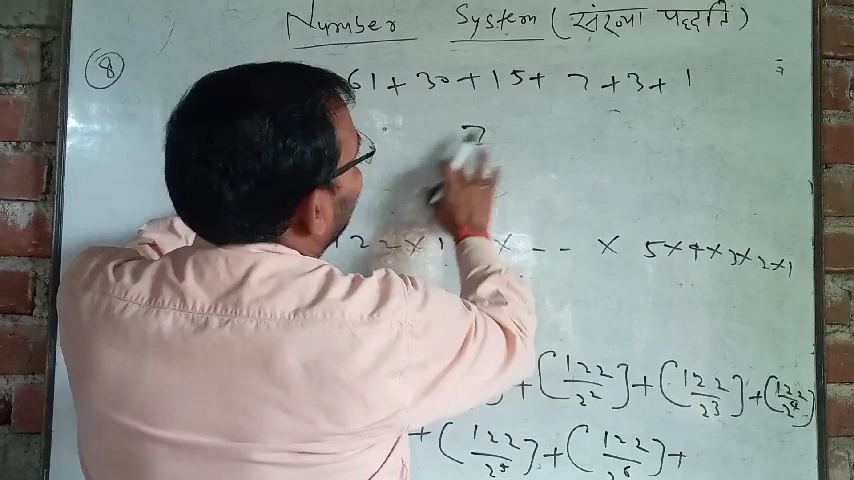 Number System (संख्या पद्धति)
8 61 + 30 + 15 + 7 + 3 + 1 =
7
122 × 1 × -- × 5×4×3×2×1
+ [122/2²] + [122/2³] + [122/2⁴]
+ [122/2⁵] + [122/2⁶] +